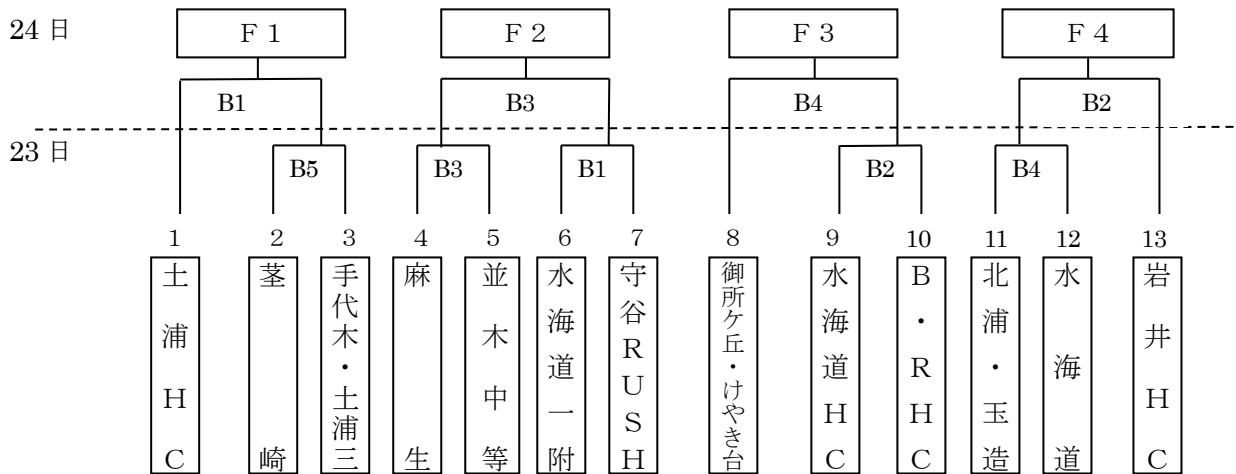 24 日
F 1
F 2
F 3
F 4
B1
B3
B4
B2
23 日
B5
B3
B1
B2
B4
1
2
3
4
5
6
7
8
9
10
11
12
13
土浦HC
茎崎
手代木・土浦三
麻生
並木中等
水海道一附
守谷RUSH
御所ケ丘・けやき台
水海道HC
B・RHC
北浦・玉造
水海道
岩井HC